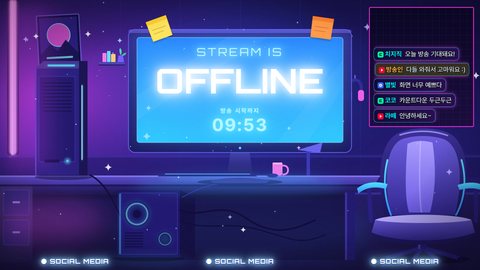 STREAM IS
OFFLINE
방송 시작까지
09:53
치지직 오늘 방송 기대돼요!
방송인 다들 와줘서 고마워요 :)
별빛 화면 너무 예쁘다
코코 카운트다운 두근두근
라떼 안녕하세요~
SOCIAL MEDIA
SOCIAL MEDIA
SOCIAL MEDIA